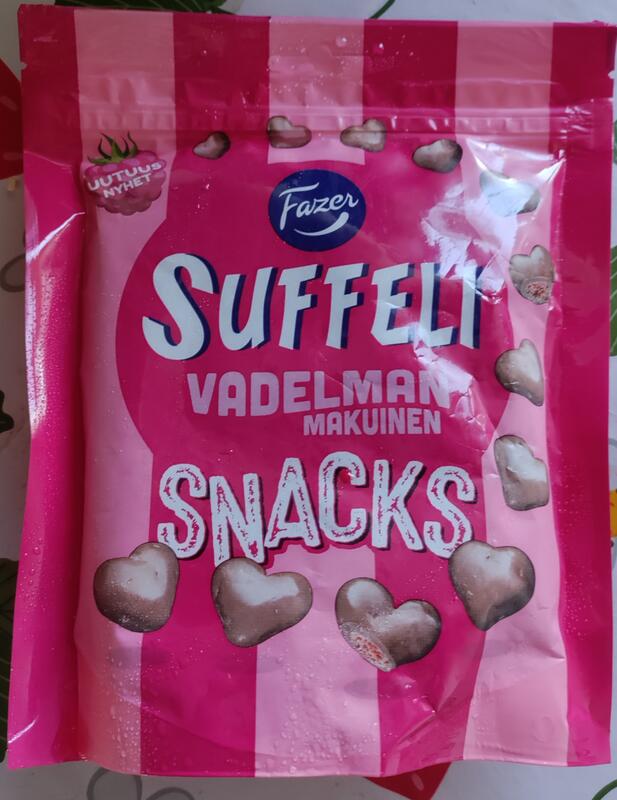 UUTUUS
NYHET
Fazer
SUFFELI
VADELMAN
MAKUINEN
SNACKS